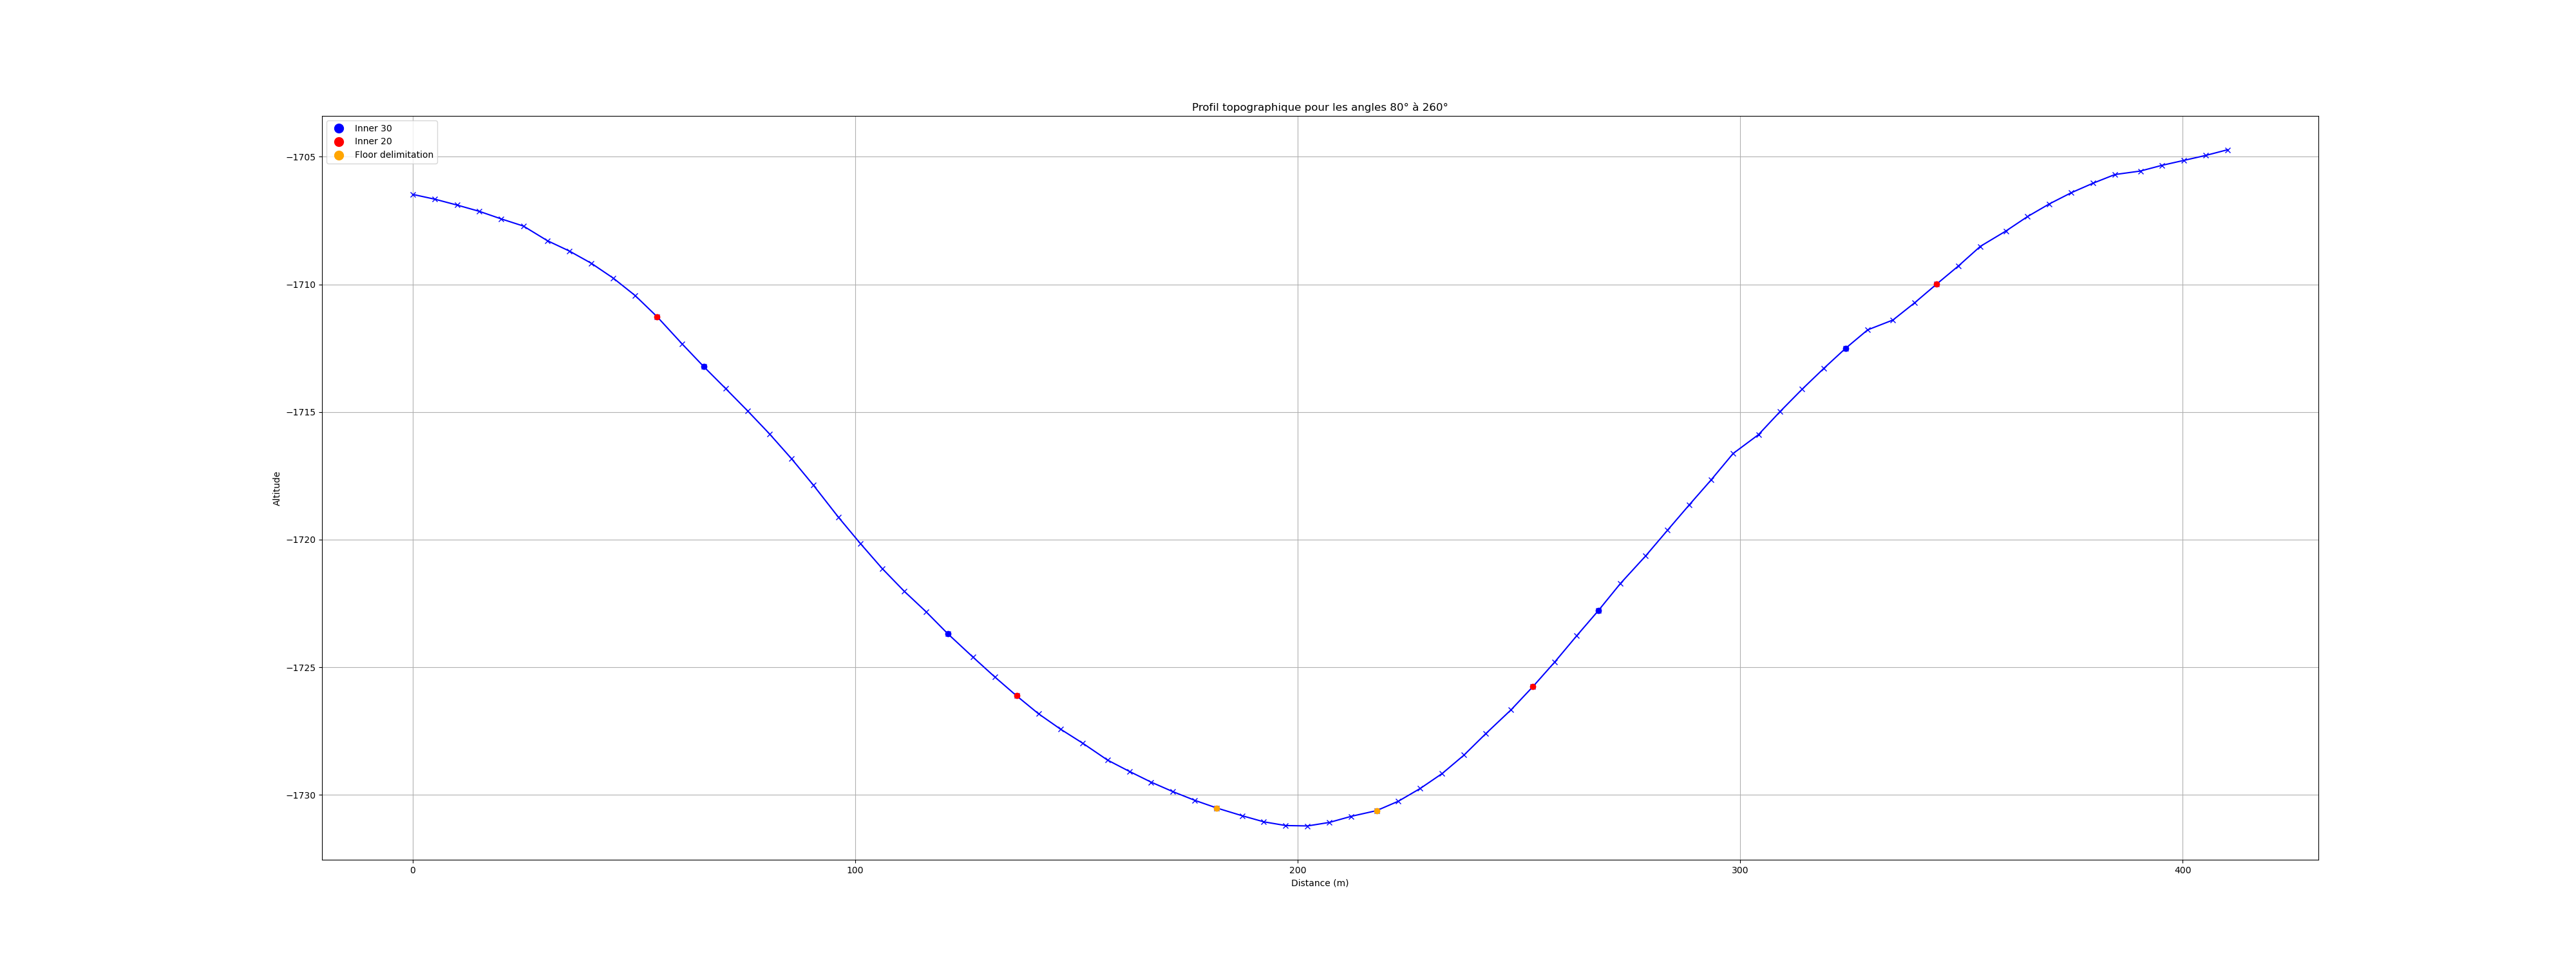 Profil topographique pour les angles 80° à 260°
Inner 30
Inner 20
Floor delimitation
−1705
−1710
−1715
−1720
−1725
−1730
Altitude
0 100 200 300 400
Distance (m)